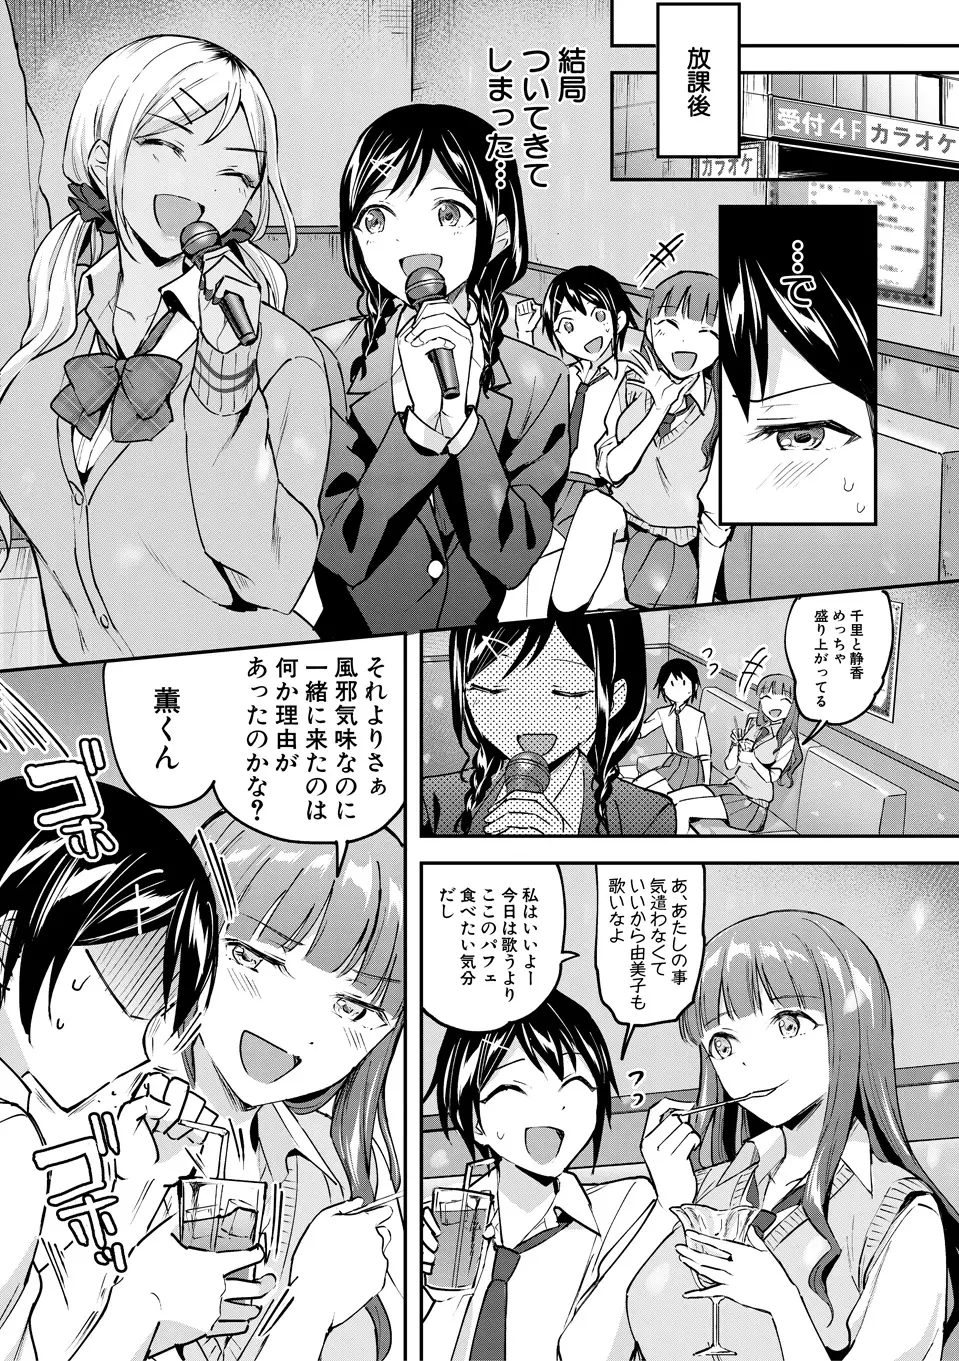 放課後
受付4Fカラオケ
カラオケ
…で
結局
ついてきて
しまった…
千里と静香
めっちゃ
盛り上がってる
あ、あたしの事
気遣わなくて
いいから由美子も
歌いなよ
私はいいよー
今日は歌うより
ここのパフェ
食べたい気分
だし
それよりさぁ
風邪気味なのに
一緒に来たのは
何か理由が
あったのかな?
薫くん
ゴホ
ゴホッ